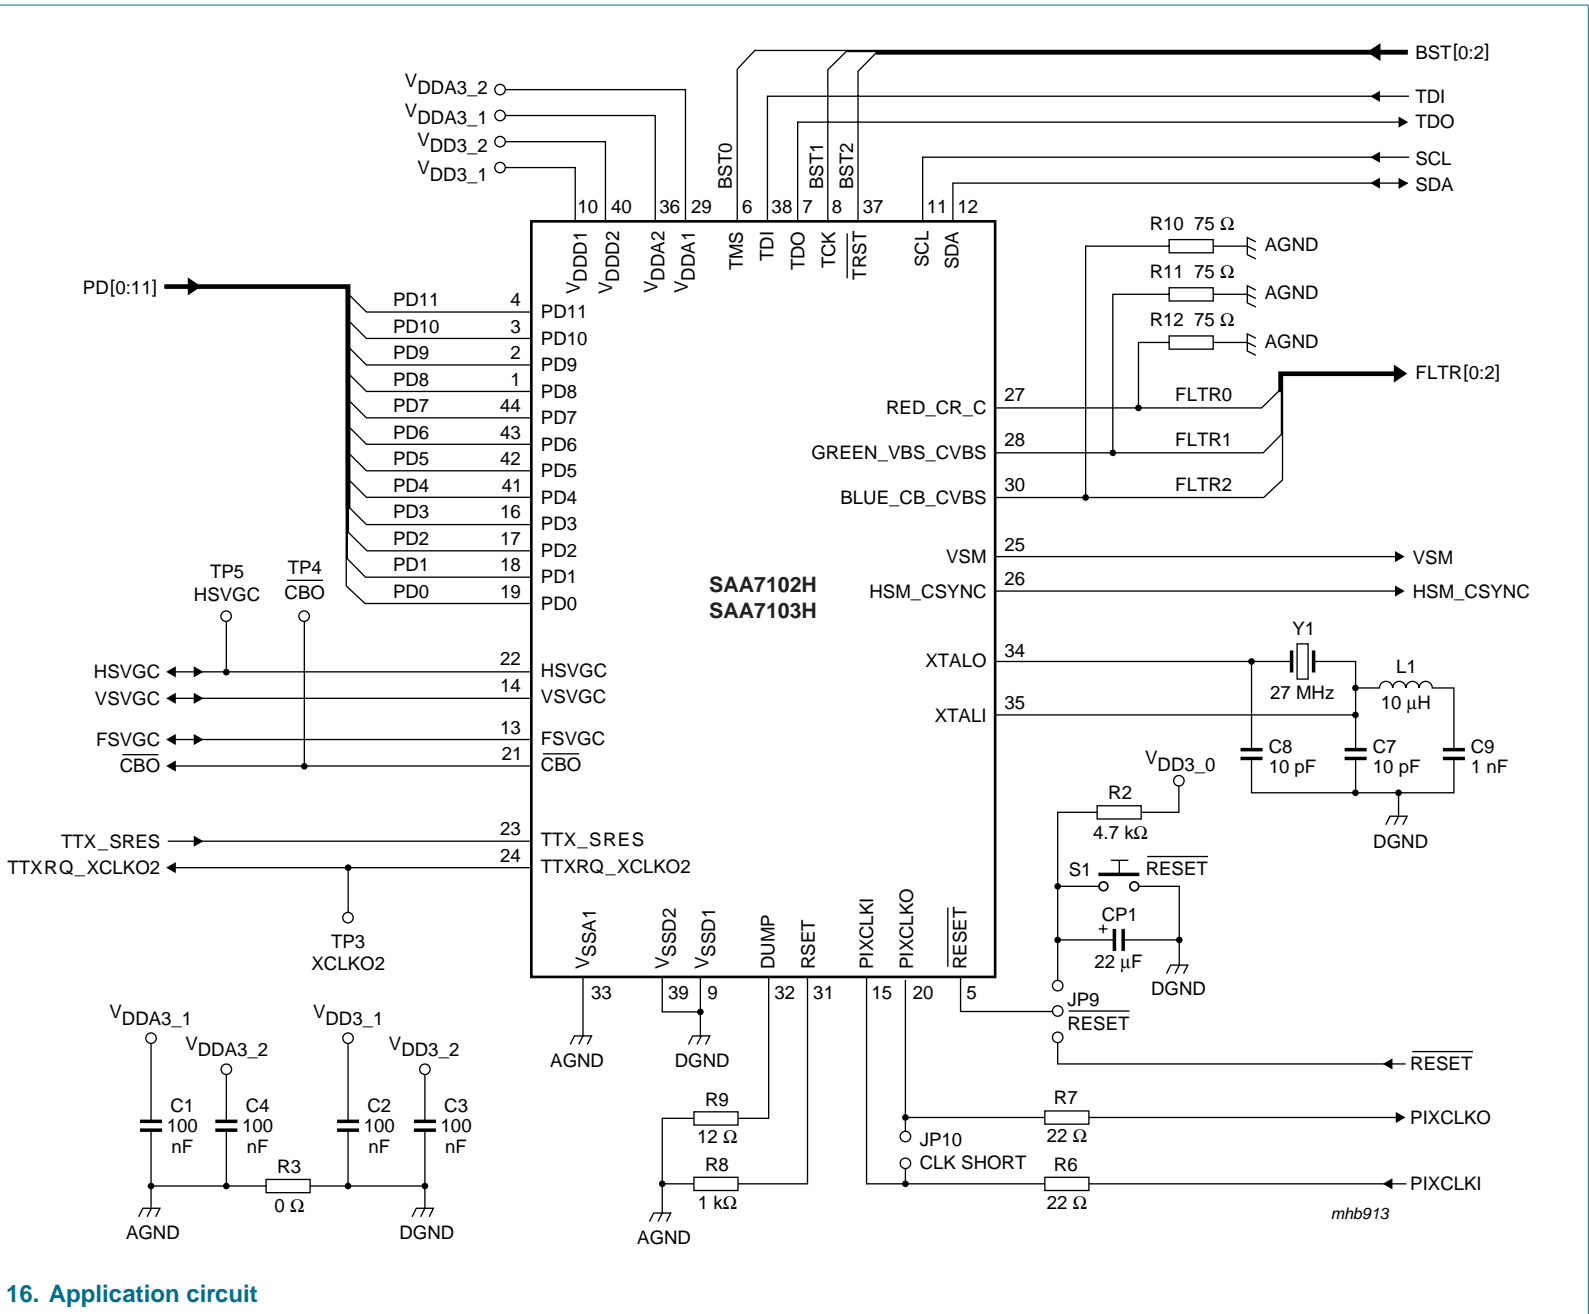 BST[0:2]
VDDA3_2
TDI
VDDA3_1
TDO
VDD3_2
VDD3_1
BST0
BST1
BST2
SCL
SDA
10 40 36 29 6 38 7 8 37 11 12
VDDD1
VDDD2
VDDA2
VDDA1
TMS
TDI
TDO
TCK
TRST
SCL
SDA
R10 75 Ω
AGND
R11 75 Ω
AGND
R12 75 Ω
AGND
PD[0:11]
PD11 4 PD11
PD10 3 PD10
PD9 2 PD9
PD8 1 PD8
PD7 44 PD7
PD6 43 PD6
PD5 42 PD5
PD4 41 PD4
PD3 16 PD3
PD2 17 PD2
PD1 18 PD1
PD0 19 PD0
FLTR[0:2]
RED_CR_C 27 FLTR0
GREEN_VBS_CVBS 28 FLTR1
BLUE_CB_CVBS 30 FLTR2
VSM 25 VSM
HSM_CSYNC 26 HSM_CSYNC
SAA7102H
SAA7103H
TP5
HSVGC
TP4
CBO
HSVGC 22 HSVGC
VSVGC 14 VSVGC
FSVGC 13 FSVGC
CBO 21 CBO
TTX_SRES 23 TTX_SRES
TTXRQ_XCLKO2 24 TTXRQ_XCLKO2
TP3
XCLKO2
XTALO 34
XTALI 35
Y1
27 MHz
L1
10 μH
C8
10 pF
C7
10 pF
C9
1 nF
DGND
VDD3_0
R2
4.7 kΩ
S1 RESET
CP1
+
22 μF
DGND
JP9
RESET
RESET
VSSA1
VSSD2
VSSD1
DUMP
RSET
PIXCLKI
PIXCLKO
RESET
33 39 9 32 31 15 20 5
AGND
DGND
R9
12 Ω
R8
1 kΩ
AGND
R7
22 Ω
PIXCLKO
JP10
CLK SHORT
R6
22 Ω
PIXCLKI
VDDA3_1
VDDA3_2
VDD3_1
VDD3_2
C1
100
nF
C4
100
nF
C2
100
nF
C3
100
nF
R3
0 Ω
AGND
DGND
mhb913
16. Application circuit